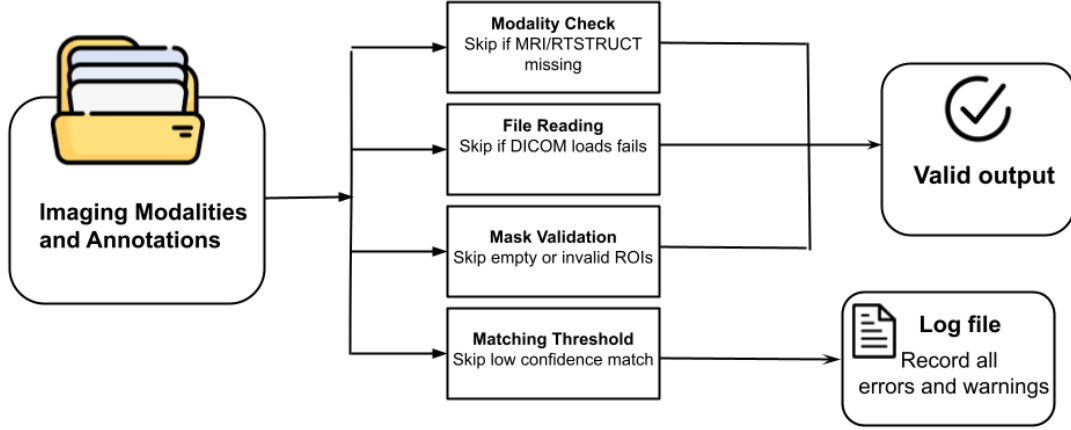 Imaging Modalities
and Annotations
Modality Check
Skip if MRI/RTSTRUCT
missing
File Reading
Skip if DICOM loads fails
Mask Validation
Skip empty or invalid ROIs
Matching Threshold
Skip low confidence match
Valid output
Log file
Record all
errors and warnings